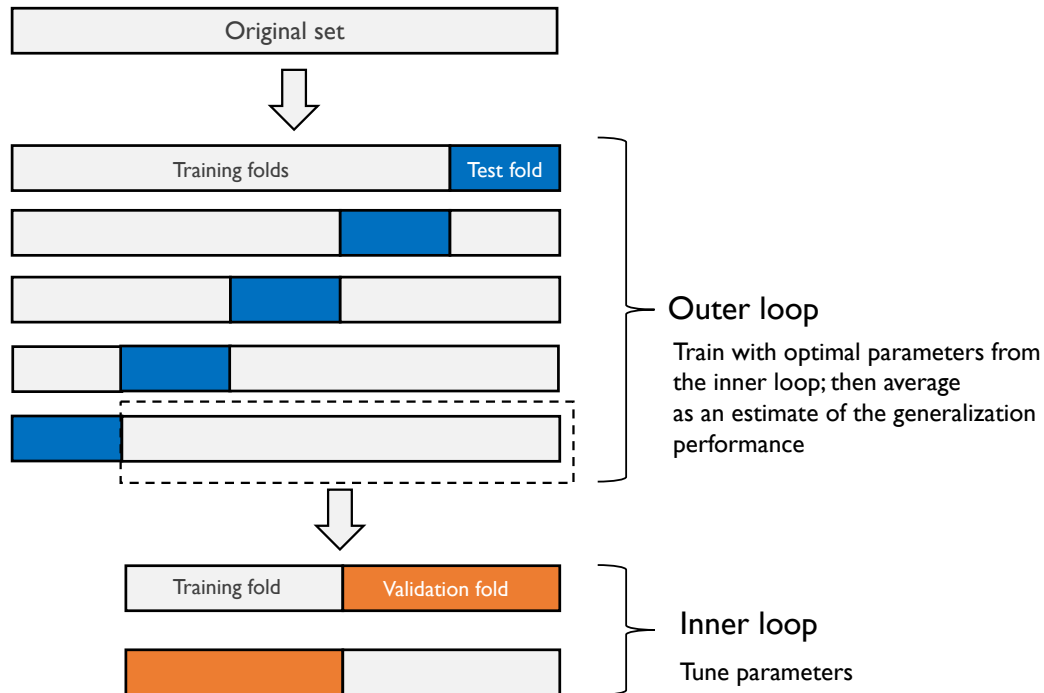 Original set
Training folds
Test fold
Outer loop
Train with optimal parameters from
the inner loop; then average
as an estimate of the generalization
performance
Training fold
Validation fold
Inner loop
Tune parameters